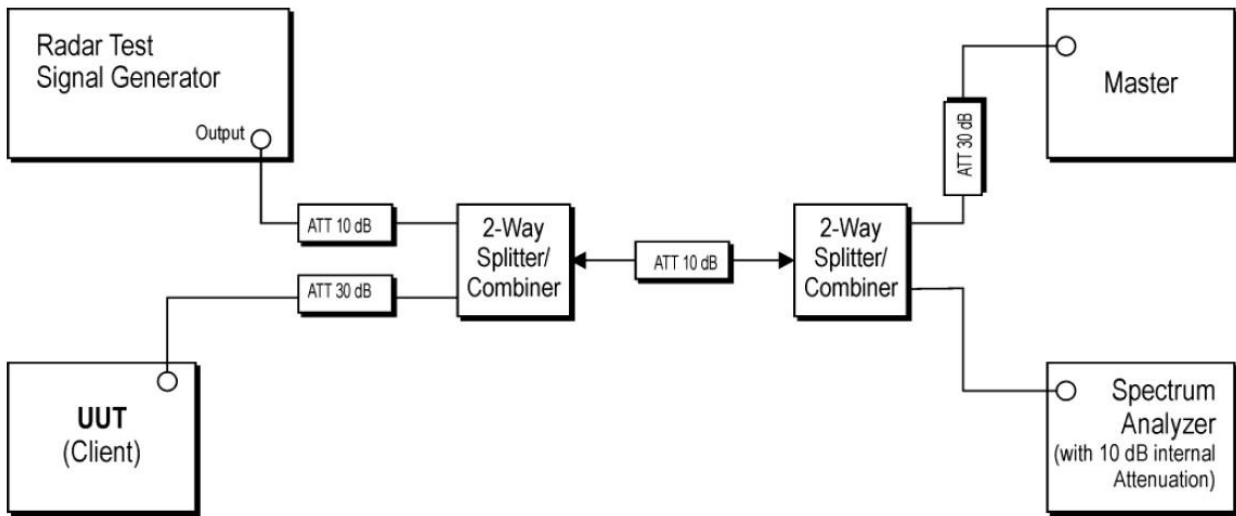 Radar Test
Signal Generator
Output
Master
ATT 30 dB
ATT 10 dB
2-Way
Splitter/
Combiner
ATT 10 dB
2-Way
Splitter/
Combiner
ATT 30 dB
UUT
(Client)
Spectrum
Analyzer
(with 10 dB internal
Attenuation)